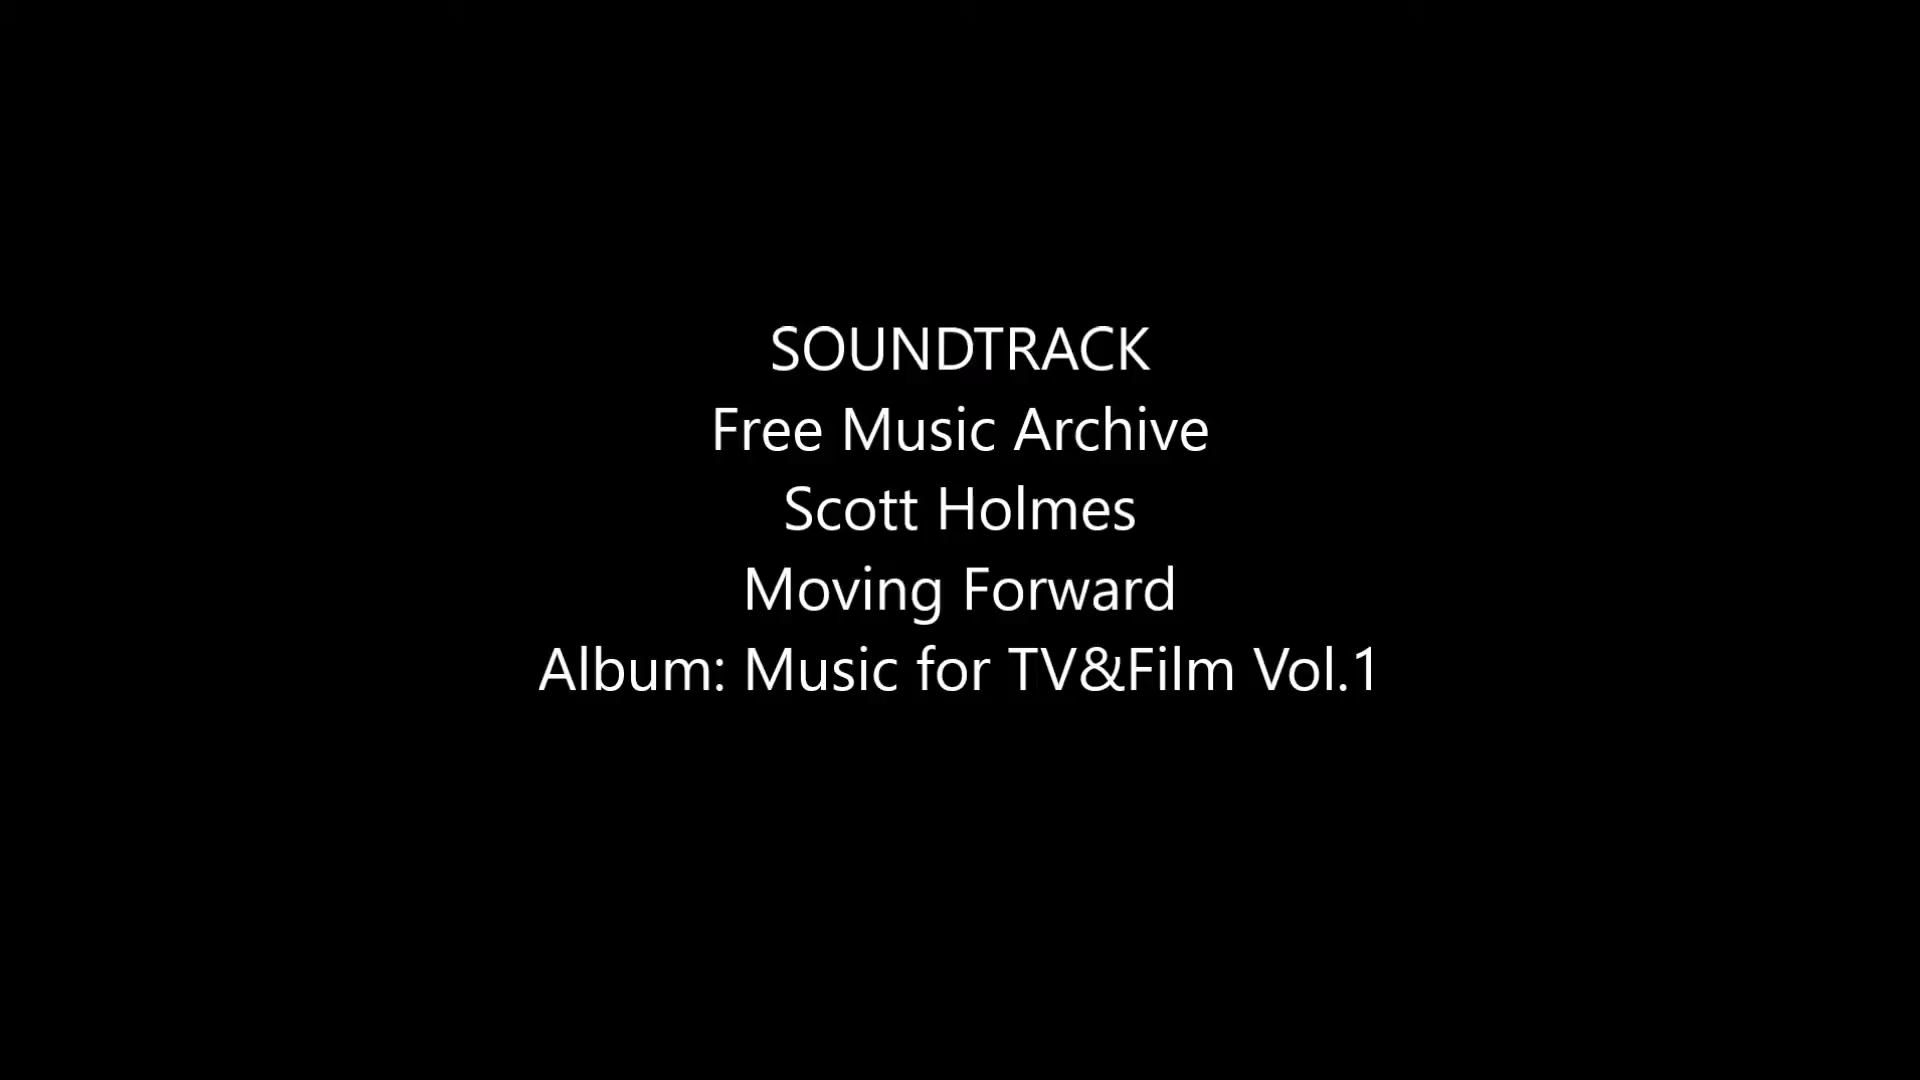 SOUNDTRACK
Free Music Archive
Scott Holmes
Moving Forward
Album: Music for TV&Film Vol.1